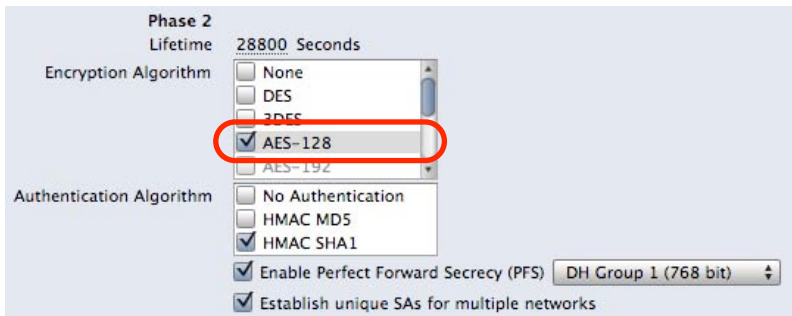 Phase 2
Lifetime 28800 Seconds
Encryption Algorithm
None
DES
3DES
AES-128
AES-192
Authentication Algorithm
No Authentication
HMAC MD5
HMAC SHA1
Enable Perfect Forward Secrecy (PFS) DH Group 1 (768 bit)
Establish unique SAs for multiple networks